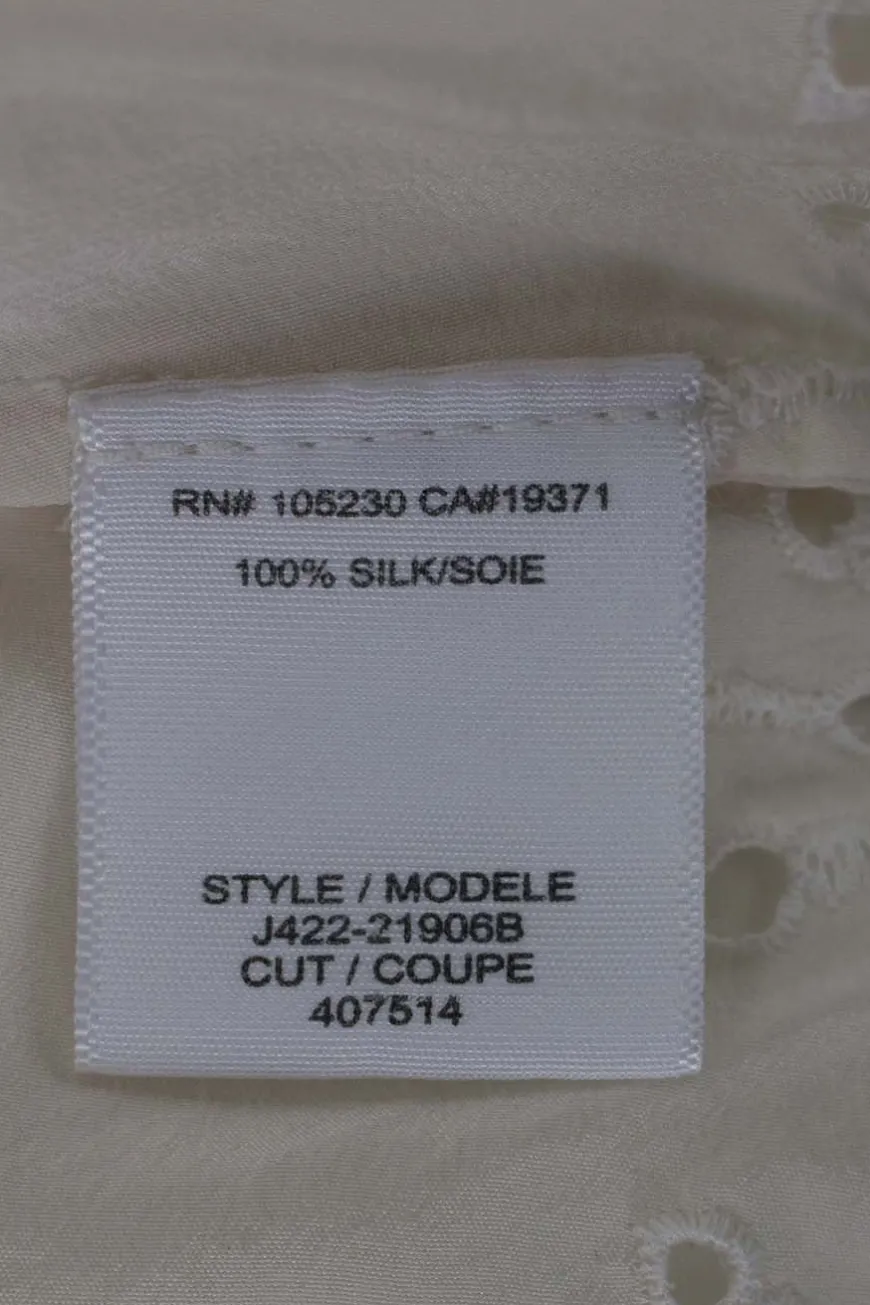 RN# 105230 CA#19371
100% SILK/SOIE
STYLE / MODELE
J422-21906B
CUT / COUPE
407514